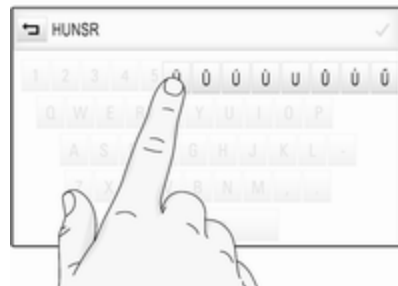 HUNSR
1 2 3 4 5 Û Ü Ú Ù U
Q W E R Y U I O P
A S G H J K L -
Z X V B N M , .